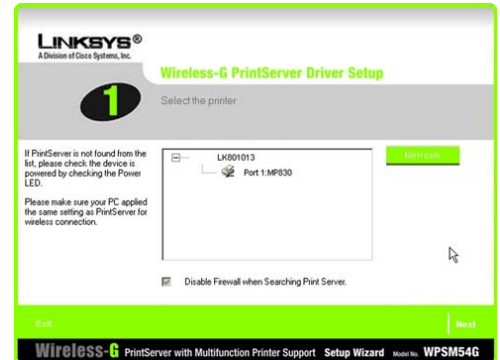 LINKSYS®
A Division of Cisco Systems, Inc.
Wireless-G PrintServer Driver Setup
1
Select the printer
If PrintServer is not found from the
list, please check the device is
powered by checking the Power
LED.
Please make sure your PC applied
the same setting as PrintServer for
wireless connection.
LK801013
Port 1:MP830
Refresh
Disable Firewall when Searching Print Server.
Exit
Next
Wireless-G PrintServer with Multifunction Printer Support Setup Wizard Model No. WPSM54G